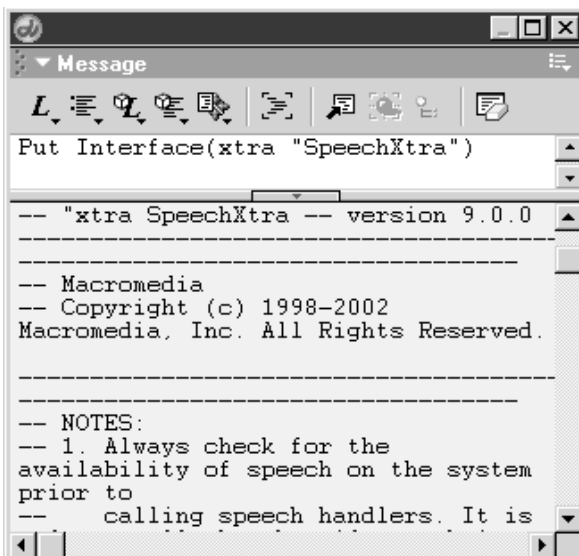 Message
Put Interface(xtra "SpeechXtra")
-- "xtra SpeechXtra -- version 9.0.0
------------------------------------
----------------------------------
-- Macromedia
-- Copyright (c) 1998-2002
Macromedia, Inc. All Rights Reserved.
------------------------------------
----------------------------------
-- NOTES:
-- 1. Always check for the
availability of speech on the system
prior to
--    calling speech handlers. It is